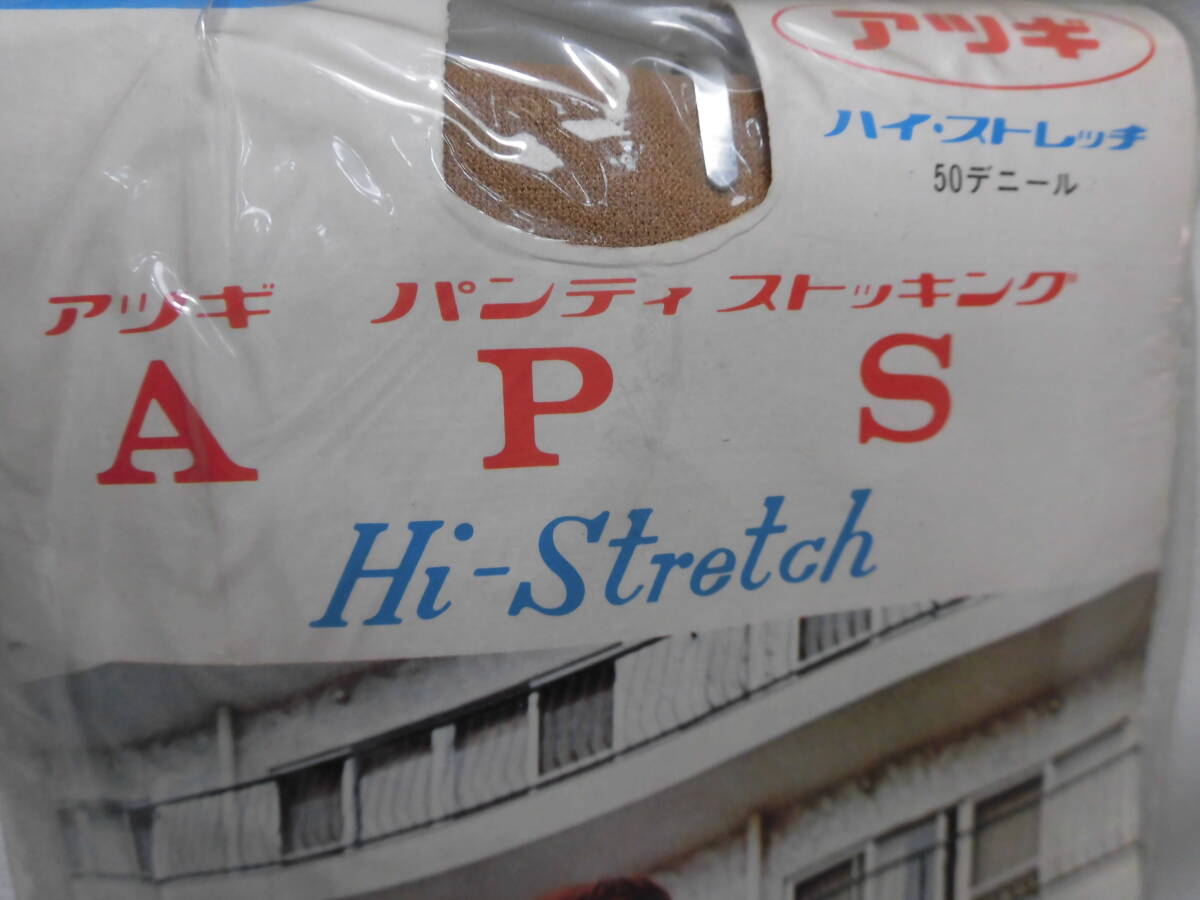 アツギ
ハイ・ストレッチ
50デニール
アツギ パンティストッキング
A P S
Hi-Stretch